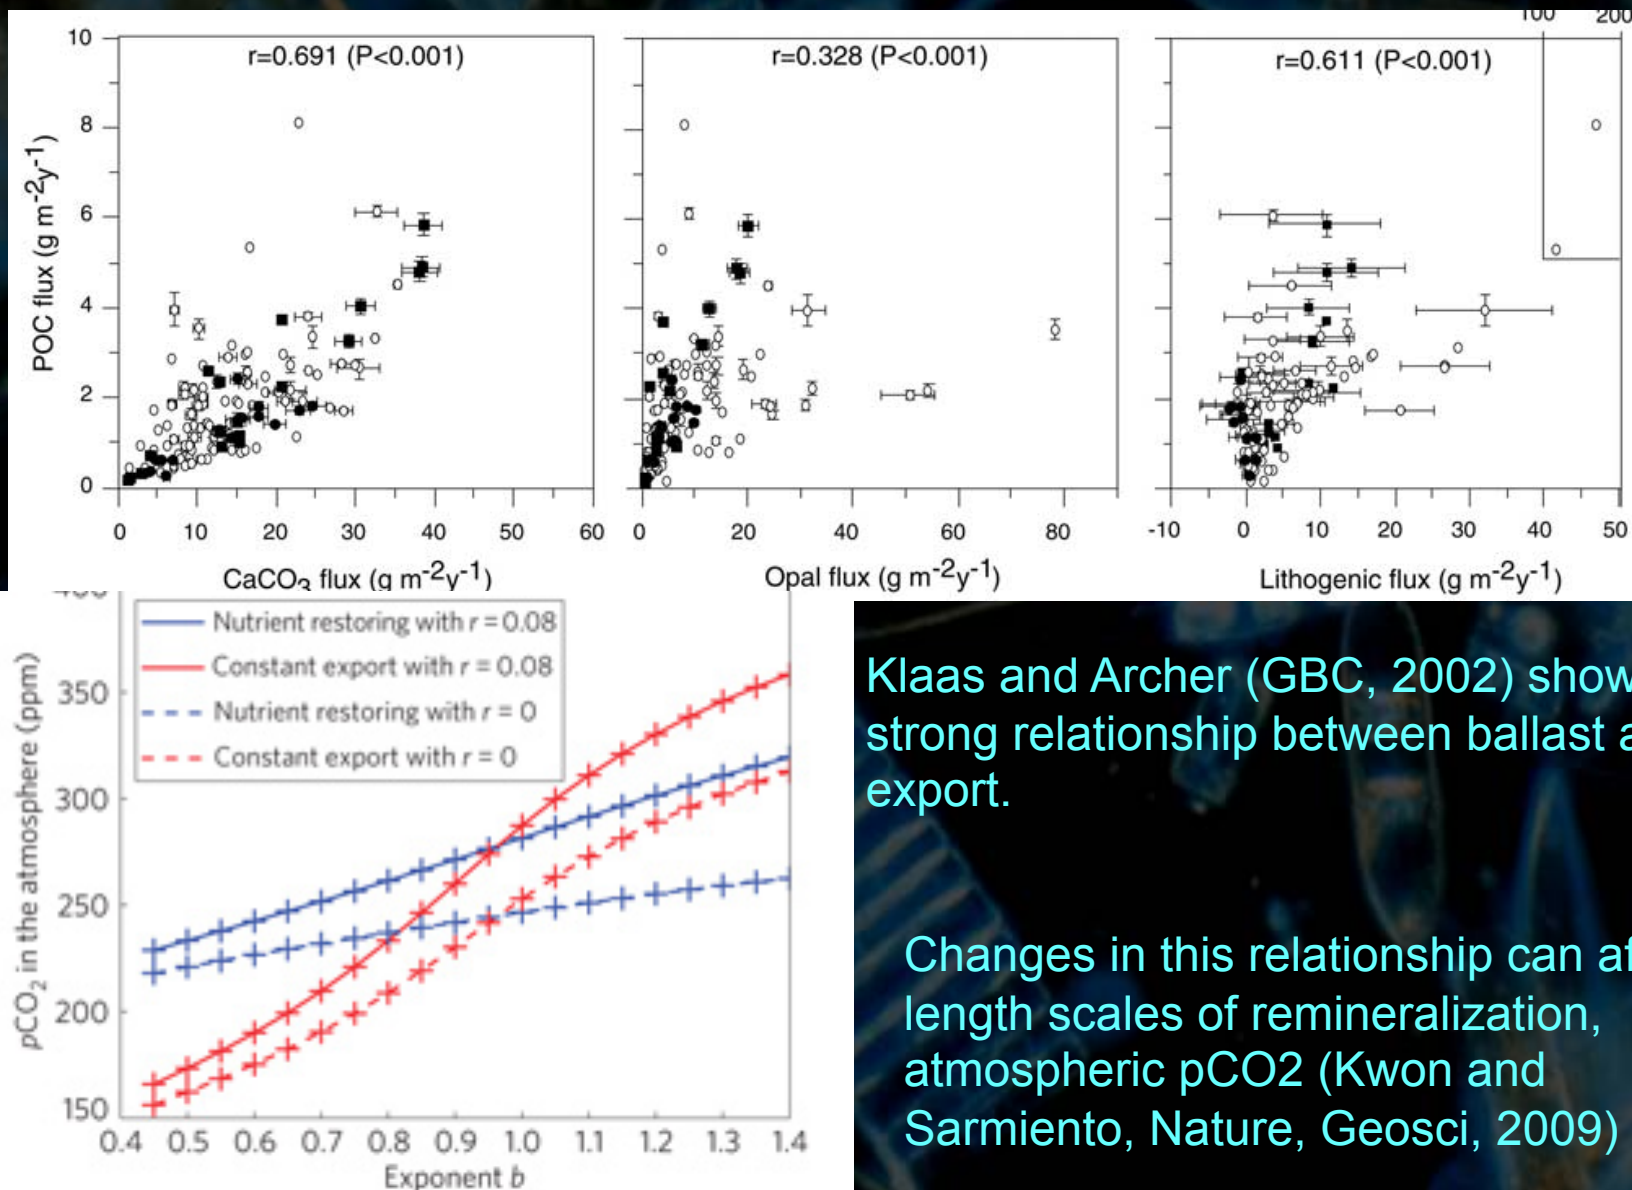 r=0.691 (P<0.001)
r=0.328 (P<0.001)
r=0.611 (P<0.001)
100 200
10
8
6
4
2
0
POC flux (g m-2y-1)
0 10 20 30 40 50 60
0 20 40 60 80
-10 0 10 20 30 40 50
CaCO3 flux (g m-2y-1)
Opal flux (g m-2y-1)
Lithogenic flux (g m-2y-1)
Nutrient restoring with r = 0.08
Constant export with r = 0.08
Nutrient restoring with r = 0
Constant export with r = 0
400
350
300
250
200
150
pCO2 in the atmosphere (ppm)
0.4 0.5 0.6 0.7 0.8 0.9 1.0 1.1 1.2 1.3 1.4
Exponent b
Klaas and Archer (GBC, 2002) show
strong relationship between ballast a
export.
Changes in this relationship can af
length scales of remineralization,
atmospheric pCO2 (Kwon and
Sarmiento, Nature, Geosci, 2009)